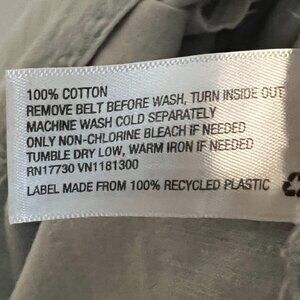 100% COTTON
REMOVE BELT BEFORE WASH, TURN INSIDE OUT
MACHINE WASH COLD SEPARATELY
ONLY NON-CHLORINE BLEACH IF NEEDED
TUMBLE DRY LOW, WARM IRON IF NEEDED
RN17730 VN1181300
LABEL MADE FROM 100% RECYCLED PLASTIC